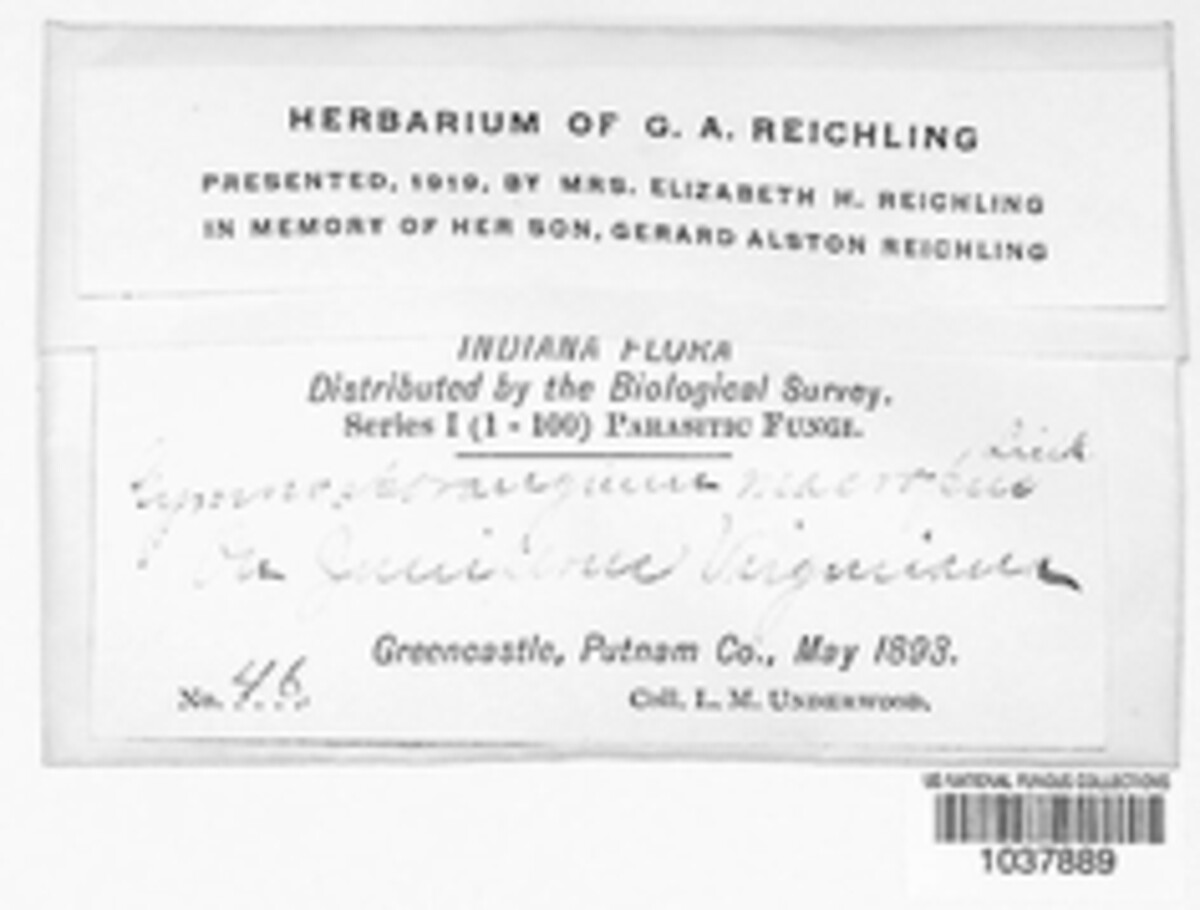 HERBARIUM OF G. A. REICHLING
PRESENTED, 1919, BY MRS. ELIZABETH H. REICHLING
IN MEMORY OF HER SON, GERARD ALSTON REICHLING
INDIANA FLORA
Distributed by the Biological Survey.
Series I (1-100) PARASITIC FUNGI.
Gymnosporangium macropus Link
On Juniperus Virginiana
Greencastle, Putnam Co., May 1893.
No. 46.
Coll. L. M. UNDERWOOD.
US NATIONAL FUNGUS COLLECTIONS
1037889